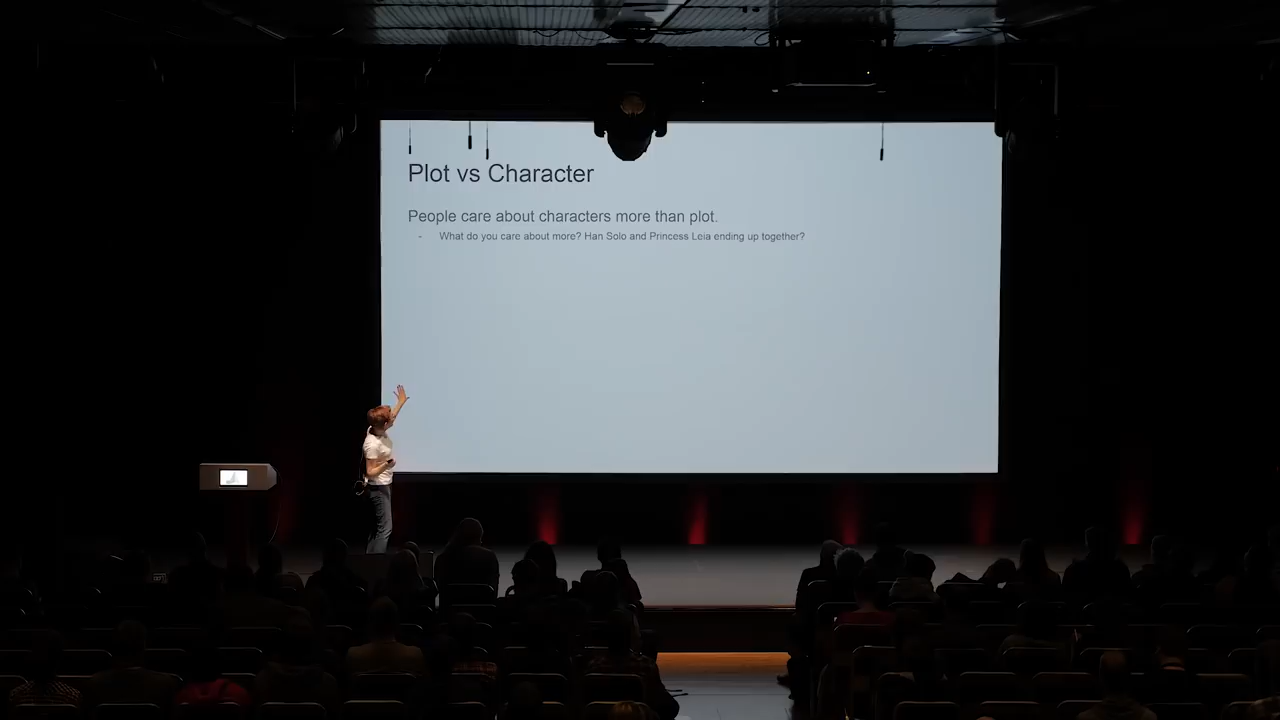 Plot vs Character
People care about characters more than plot.
- What do you care about more? Han Solo and Princess Leia ending up together?